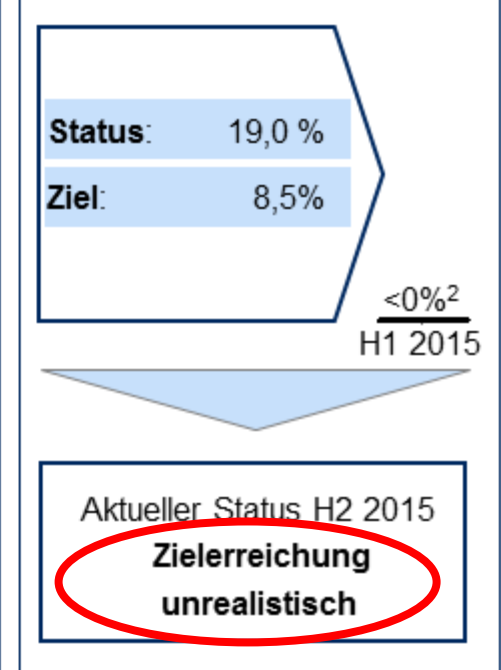 Status: 19,0 %
Ziel: 8,5%
<0%²
H1 2015
Aktueller Status H2 2015
Zielerreichung
unrealistisch